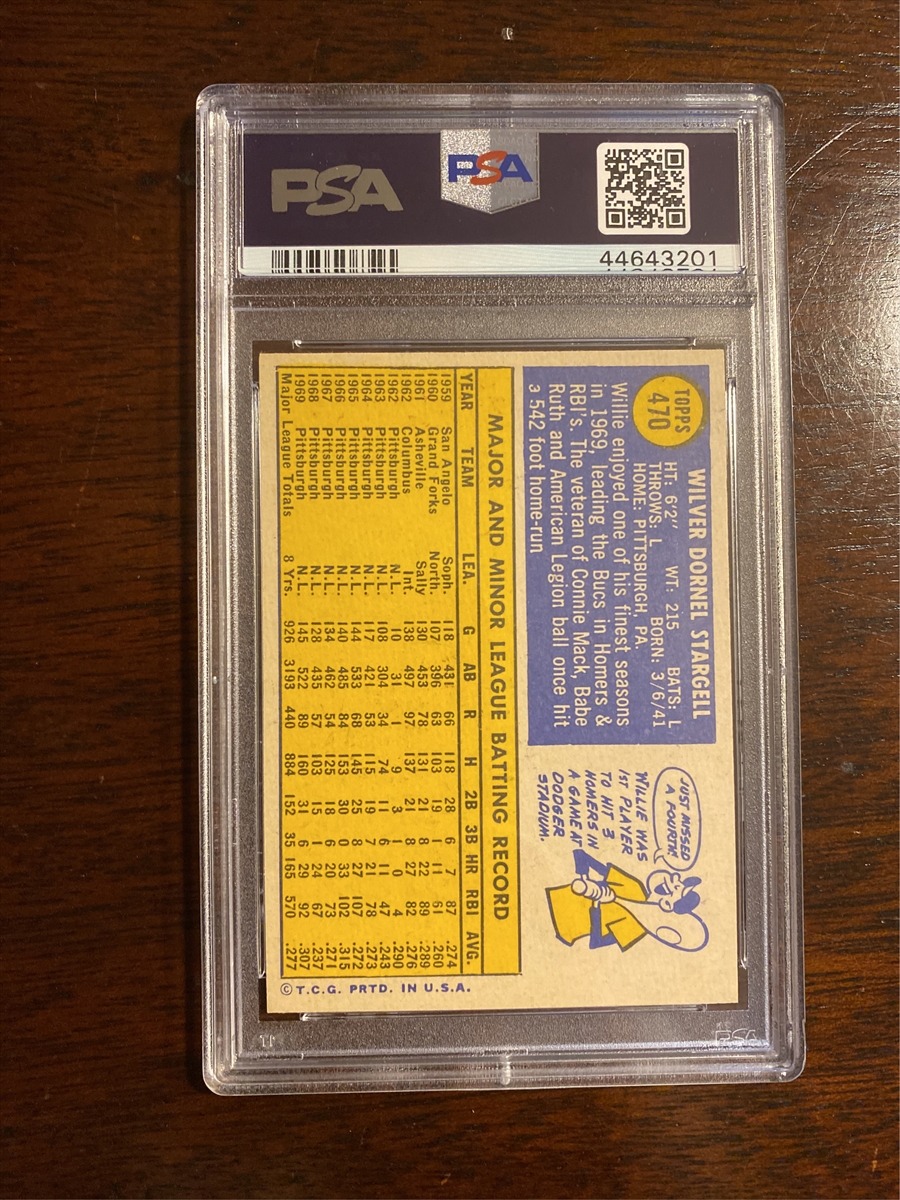 PSA
PSA
44643201
TOPPS
470
WILVER DORNEL STARGELL
HT: 6'2" WT: 215 BATS: L
THROWS: L BORN: 3/6/41
HOME: PITTSBURGH, PA.
Willie enjoyed one of his finest seasons
in 1969, leading the Bucs in Homers &
RBI's. The veteran of Connie Mack, Babe
Ruth and American Legion ball once hit
a 542 foot home-run
JUST MISSED
A FOURTH
WILLIE WAS
1ST PLAYER
TO HIT 3
HOMERS IN
A GAME AT
DODGER
STADIUM.
MAJOR AND MINOR LEAGUE BATTING RECORD
YEAR TEAM LEA. G AB R H 2B 3B HR RBI AVG.
1959 San Angelo Soph. 118 431 66 118 28 6 7 87 .274
1960 Grand Forks North. 107 396 63 103 19 1 11 61 .260
1961 Asheville Sally 130 453 78 131 21 8 22 89 .289
1962 Columbus Int. 138 497 97 137 21 8 27 82 .276
1962 Pittsburgh N.L. 10 31 1 9 3 1 0 4 .290
1963 Pittsburgh N.L. 108 304 34 74 11 6 11 47 .243
1964 Pittsburgh N.L. 117 421 53 115 19 7 21 78 .273
1965 Pittsburgh N.L. 144 533 68 145 25 8 27 107 .272
1966 Pittsburgh N.L. 140 485 84 153 30 0 33 102 .315
1967 Pittsburgh N.L. 134 462 54 125 18 6 20 73 .271
1968 Pittsburgh N.L. 128 435 57 103 15 1 24 67 .237
1969 Pittsburgh N.L. 145 522 89 160 31 6 29 92 .307
Major League Totals 8 Yrs. 926 3193 440 884 152 35 165 570 .277
© T.C.G. PRTD. IN U.S.A.
PSA